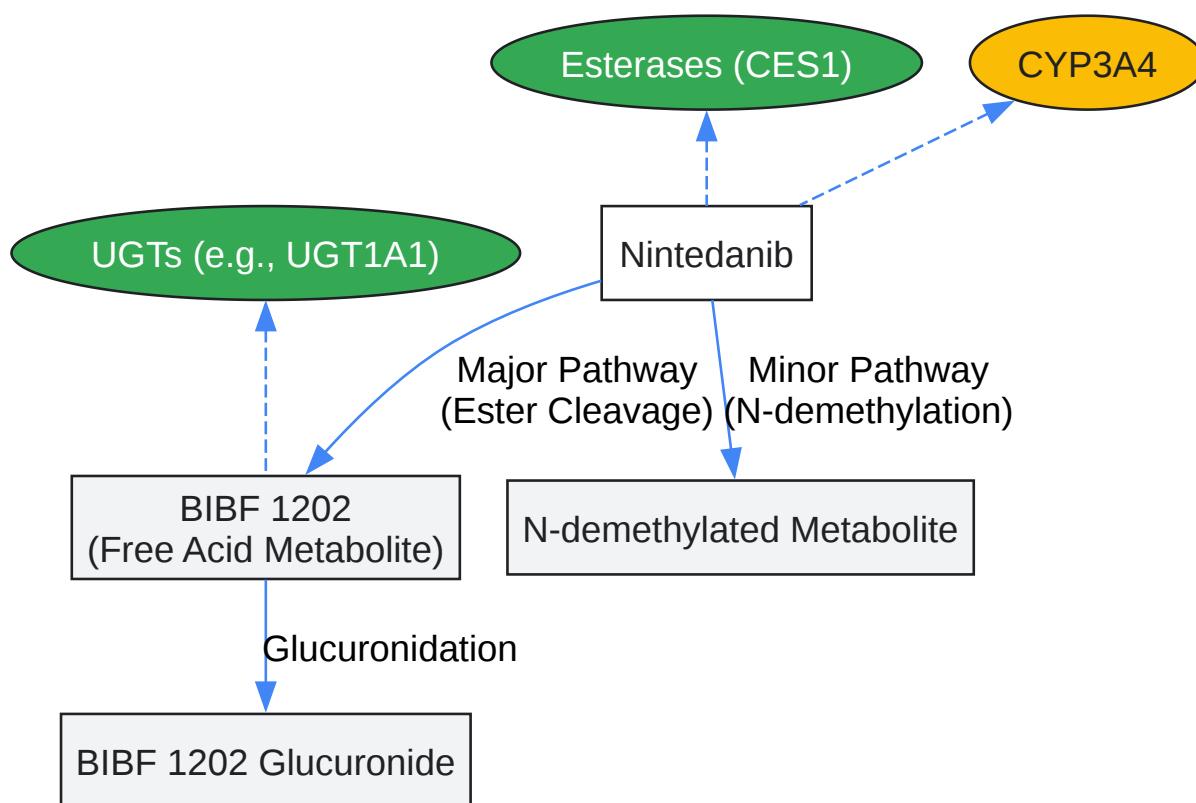 Esterases (CES1)
CYP3A4
UGTs (e.g., UGT1A1)
Nintedanib
Major Pathway
(Ester Cleavage)
Minor Pathway
(N-demethylation)
BIBF 1202
(Free Acid Metabolite)
N-demethylated Metabolite
Glucuronidation
BIBF 1202 Glucuronide